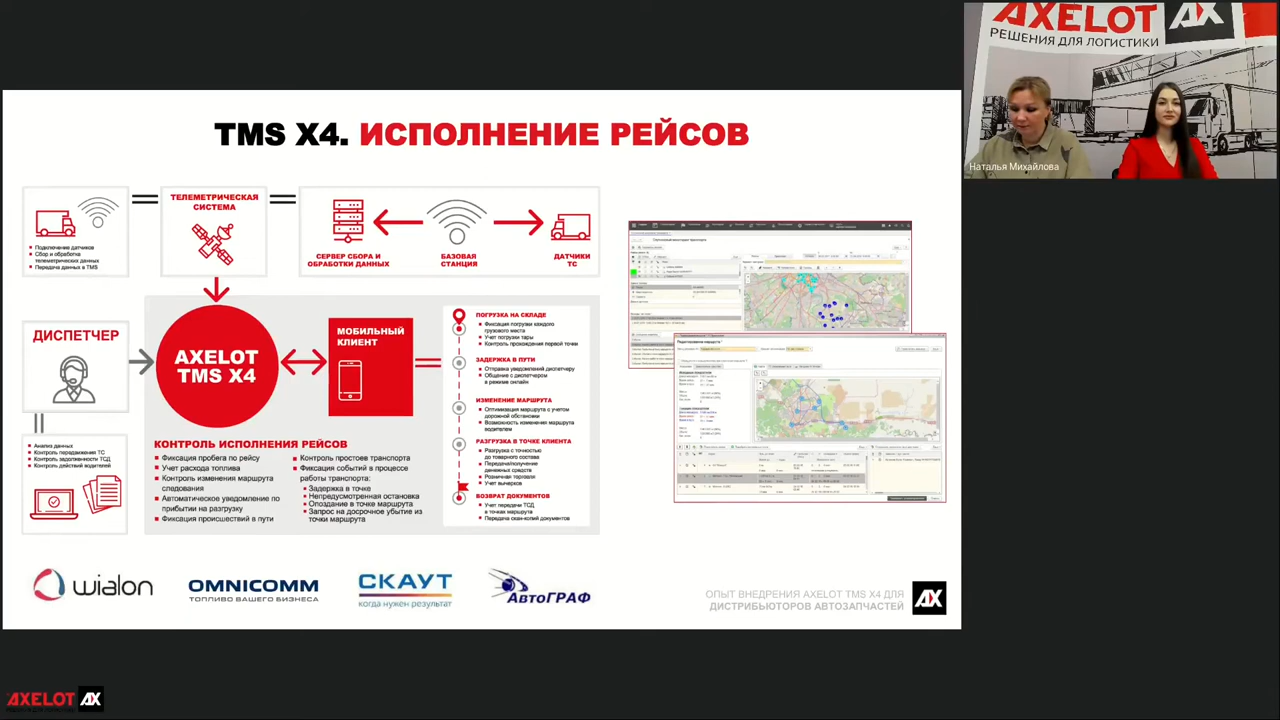 AXELOT AX
РЕШЕНИЯ ДЛЯ ЛОГИСТИКИ
Наталья Михайлова
TMS X4. ИСПОЛНЕНИЕ РЕЙСОВ
Подключение датчиков
Сбор и обработка
телеметрических данных
Передача данных в TMS
ТЕЛЕМЕТРИЧЕСКАЯ
СИСТЕМА
СЕРВЕР СБОРА И
ОБРАБОТКИ ДАННЫХ
БАЗОВАЯ
СТАНЦИЯ
ДАТЧИКИ
ТС
ДИСПЕТЧЕР
AXELOT
TMS X4
МОБИЛЬНЫЙ
КЛИЕНТ
ПОГРУЗКА НА СКЛАДЕ
Фиксация погрузки каждого
грузового места
Учет погрузки тары
Контроль прохождения первой точки
ЗАДЕРЖКА В ПУТИ
Отправка уведомлений диспетчеру
Общение с диспетчером
в режиме онлайн
ИЗМЕНЕНИЕ МАРШРУТА
Оптимизация маршрута с учетом
дорожной обстановки
Возможность изменения маршрута
водителем
РАЗГРУЗКА В ТОЧКЕ КЛИЕНТА
Разгрузка с точностью
до товарного состава
Передача/получение
денежных средств
Розничная торговля
Учет вычерков
ВОЗВРАТ ДОКУМЕНТОВ
Учет передачи ТСД
в точках маршрута
Передача скан-копий документов
Анализ данных
Контроль передвижения ТС
Контроль задолженности ТСД
Контроль действий водителей
КОНТРОЛЬ ИСПОЛНЕНИЯ РЕЙСОВ
Фиксация пробега по рейсу
Учет расхода топлива
Контроль изменения маршрута
следования
Автоматическое уведомление по
прибытии на разгрузку
Фиксация происшествий в пути
Контроль простоев транспорта
Фиксация событий в процессе
работы транспорта:
Задержка в точке
Непредусмотренная остановка
Опоздание в точке маршрута
Запрос на досрочное убытие из
точки маршрута
wialon
OMNICOMM
ТОПЛИВО ВАШЕГО БИЗНЕСА
СКАУТ
когда нужен результат
АвтоГРАФ
ОПЫТ ВНЕДРЕНИЯ AXELOT TMS X4 ДЛЯ
ДИСТРИБЬЮТОРОВ АВТОЗАПЧАСТЕЙ
AX
AXELOT AX